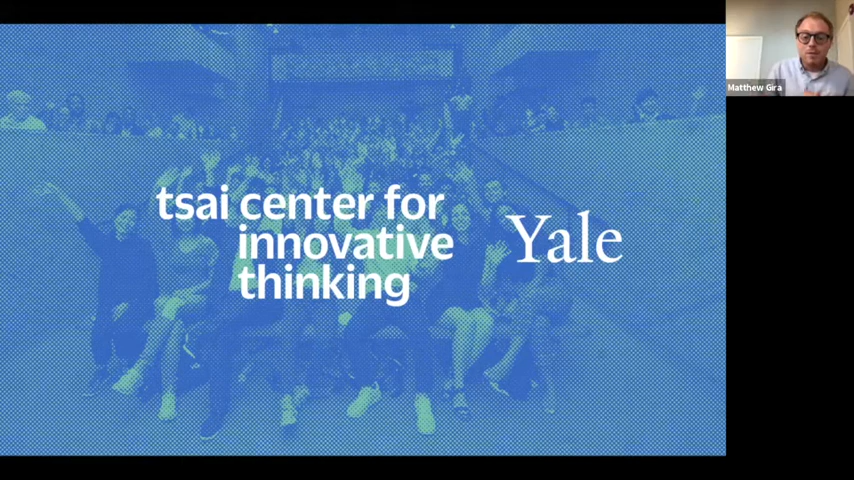 tsai center for
innovative
thinking
Yale
Matthew Gira